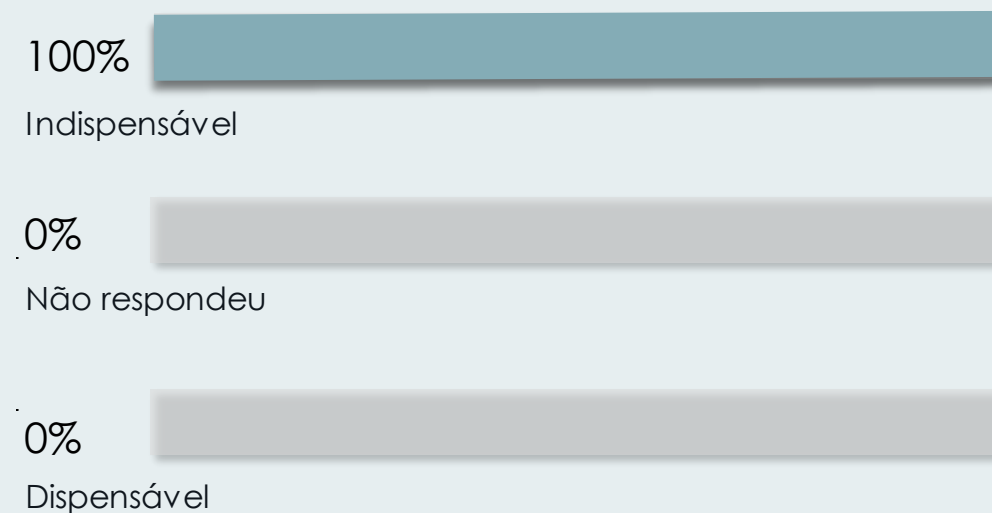 100%
Indispensável
0%
Não respondeu
0%
Dispensável